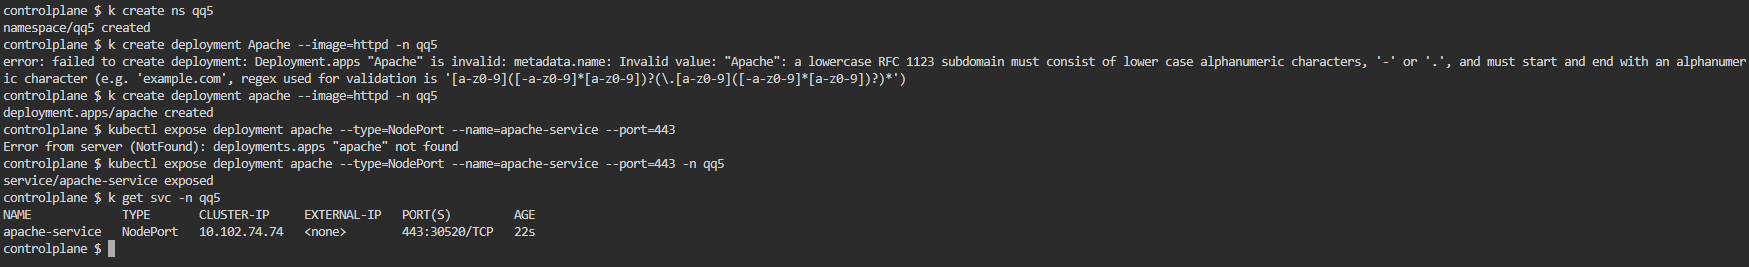 controlplane $ k create ns qq5
namespace/qq5 created
controlplane $ k create deployment Apache --image=httpd -n qq5
error: failed to create deployment: Deployment.apps "Apache" is invalid: metadata.name: Invalid value: "Apache": a lowercase RFC 1123 subdomain must consist of lower case alphanumeric characters, '-' or '.', and must start and end with an alphanumer
ic character (e.g. 'example.com', regex used for validation is '[a-z0-9]([-a-z0-9]*[a-z0-9])?(\.[a-z0-9]([-a-z0-9]*[a-z0-9])?)*')
controlplane $ k create deployment apache --image=httpd -n qq5
deployment.apps/apache created
controlplane $ kubectl expose deployment apache --type=NodePort --name=apache-service --port=443
Error from server (NotFound): deployments.apps "apache" not found
controlplane $ kubectl expose deployment apache --type=NodePort --name=apache-service --port=443 -n qq5
service/apache-service exposed
controlplane $ k get svc -n qq5
NAME             TYPE       CLUSTER-IP     EXTERNAL-IP   PORT(S)         AGE
apache-service   NodePort   10.102.74.74   <none>        443:30520/TCP   22s
controlplane $